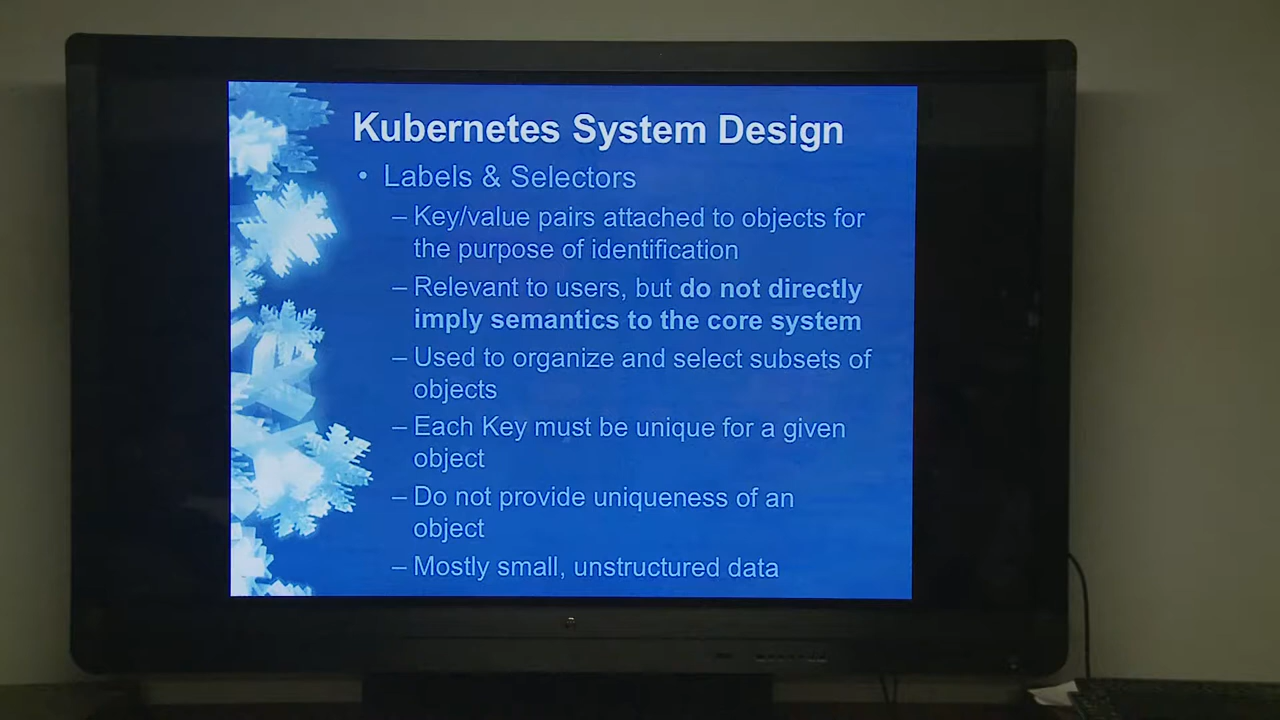 Kubernetes System Design
• Labels & Selectors
– Key/value pairs attached to objects for
the purpose of identification
– Relevant to users, but do not directly
imply semantics to the core system
– Used to organize and select subsets of
objects
– Each Key must be unique for a given
object
– Do not provide uniqueness of an
object
– Mostly small, unstructured data